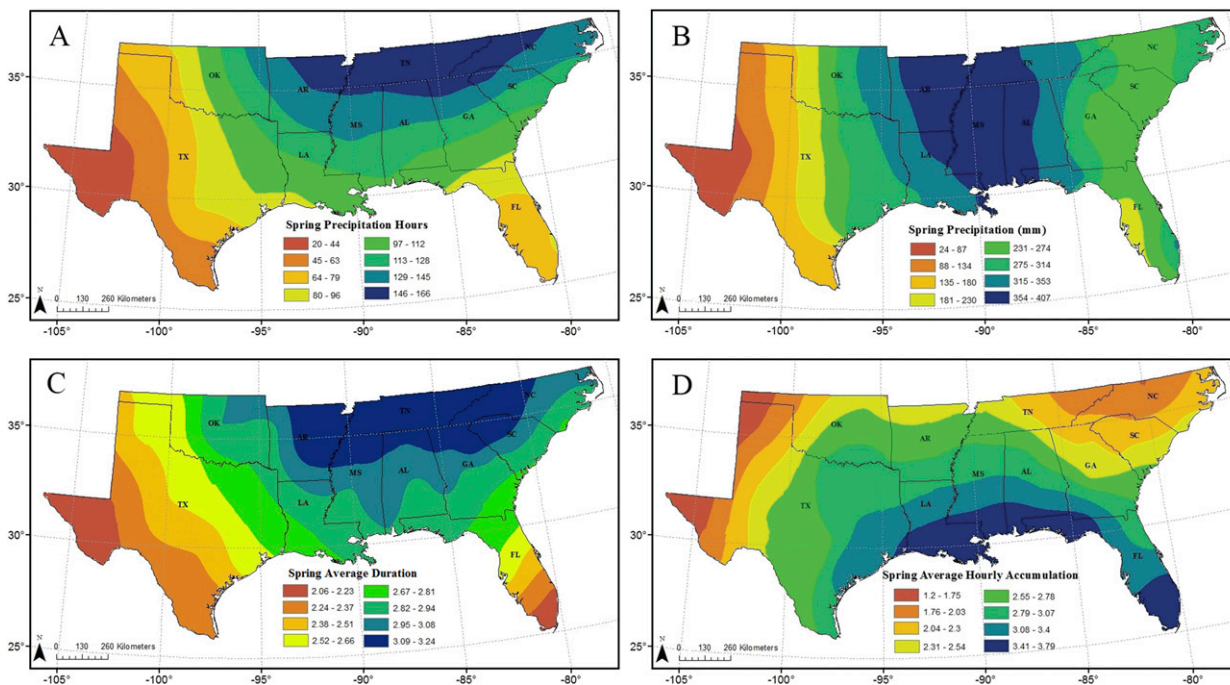 A
35°
30°
25°
NC
TN
OK
AR
SC
MS
AL
GA
TX
LA
FL
Spring Precipitation Hours
20 - 44
45 - 63
64 - 79
80 - 96
97 - 112
113 - 128
129 - 145
146 - 166
N
0 130 260 Kilometers
-105° -100° -95° -90° -85° -80°
B
35°
30°
25°
TN
NC
OK
AR
SC
MS
AL
GA
TX
LA
FL
Spring Precipitation (mm)
24 - 87
88 - 134
135 - 180
181 - 230
231 - 274
275 - 314
315 - 353
354 - 407
N
0 130 260 Kilometers
-105° -100° -95° -90° -85° -80°
C
35°
30°
25°
NC
TN
OK
AR
SC
MS
AL
GA
TX
LA
FL
Spring Average Duration
2.06 - 2.23
2.24 - 2.37
2.38 - 2.51
2.52 - 2.66
2.67 - 2.81
2.82 - 2.94
2.95 - 3.08
3.09 - 3.24
N
0 130 260 Kilometers
-105° -100° -95° -90° -85° -80°
D
35°
30°
25°
NC
TN
OK
AR
SC
MS
AL
GA
TX
LA
FL
Spring Average Hourly Accumulation
1.2 - 1.75
1.76 - 2.03
2.04 - 2.3
2.31 - 2.54
2.55 - 2.78
2.79 - 3.07
3.08 - 3.4
3.41 - 3.79
N
0 130 260 Kilometers
-105° -100° -95° -90° -85° -80°